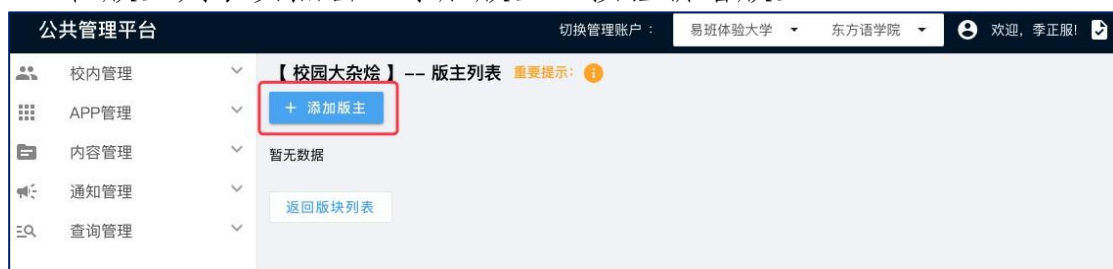 公共管理平台 切换管理账户： 易班体验大学 东方语学院 欢迎，季正服!
校内管理
APP管理
内容管理
通知管理
查询管理
【 校园大杂烩 】-- 版主列表 重要提示：
+ 添加版主
暂无数据
返回版块列表